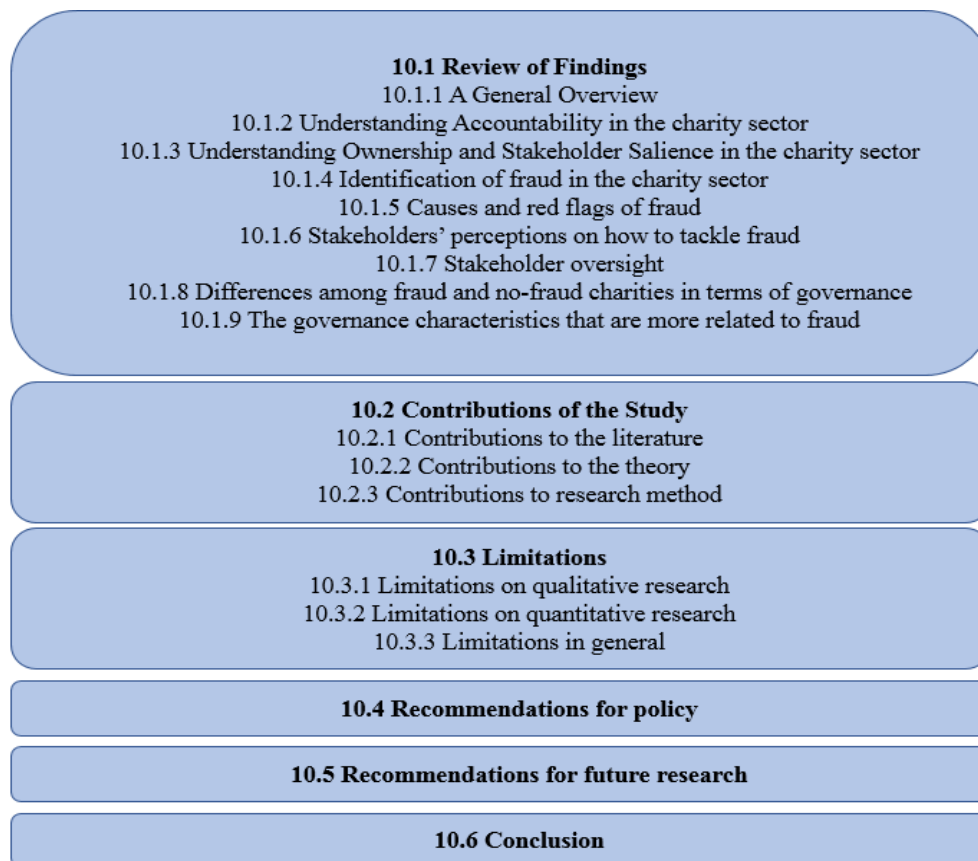 10.1 Review of Findings
10.1.1 A General Overview
10.1.2 Understanding Accountability in the charity sector
10.1.3 Understanding Ownership and Stakeholder Salience in the charity sector
10.1.4 Identification of fraud in the charity sector
10.1.5 Causes and red flags of fraud
10.1.6 Stakeholders’ perceptions on how to tackle fraud
10.1.7 Stakeholder oversight
10.1.8 Differences among fraud and no-fraud charities in terms of governance
10.1.9 The governance characteristics that are more related to fraud
10.2 Contributions of the Study
10.2.1 Contributions to the literature
10.2.2 Contributions to the theory
10.2.3 Contributions to research method
10.3 Limitations
10.3.1 Limitations on qualitative research
10.3.2 Limitations on quantitative research
10.3.3 Limitations in general
10.4 Recommendations for policy
10.5 Recommendations for future research
10.6 Conclusion